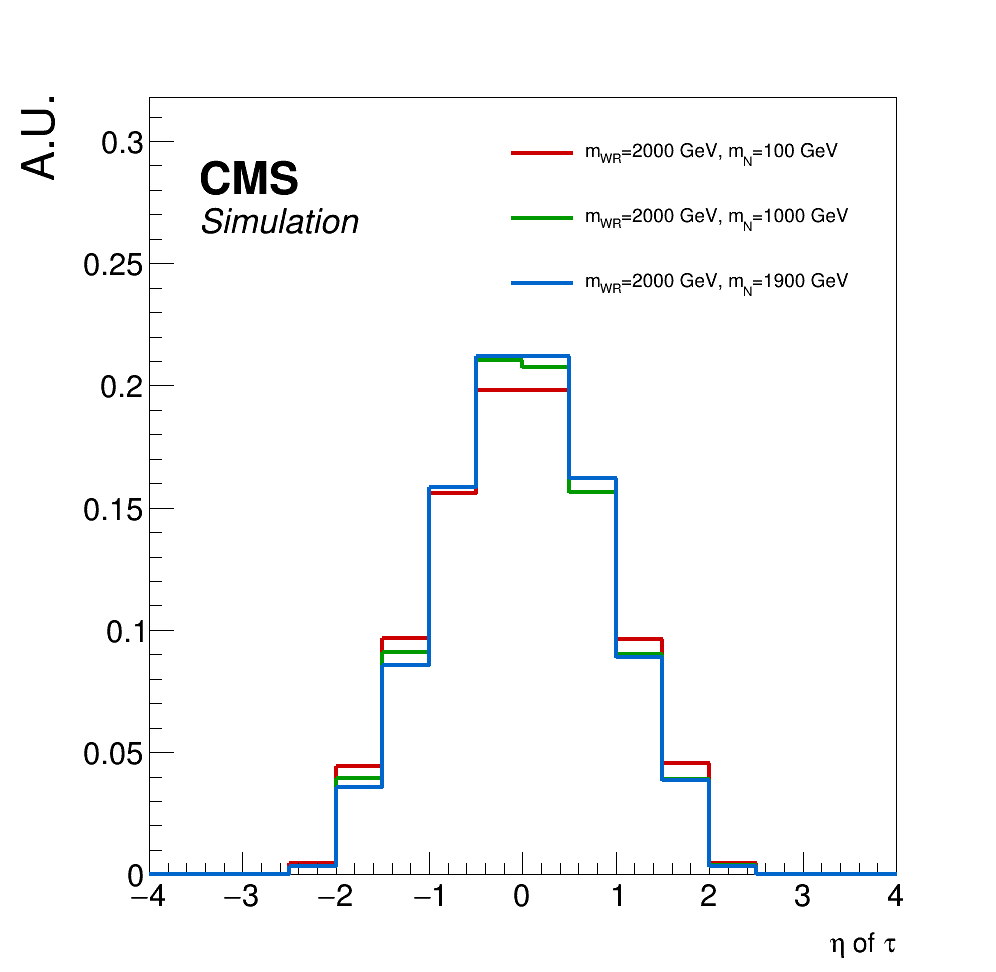 A.U.
0.3
0.25
0.2
0.15
0.1
0.05
0
CMS
Simulation
m_WR=2000 GeV, m_N=100 GeV
m_WR=2000 GeV, m_N=1000 GeV
m_WR=2000 GeV, m_N=1900 GeV
−4 −3 −2 −1 0 1 2 3 4
η of τ